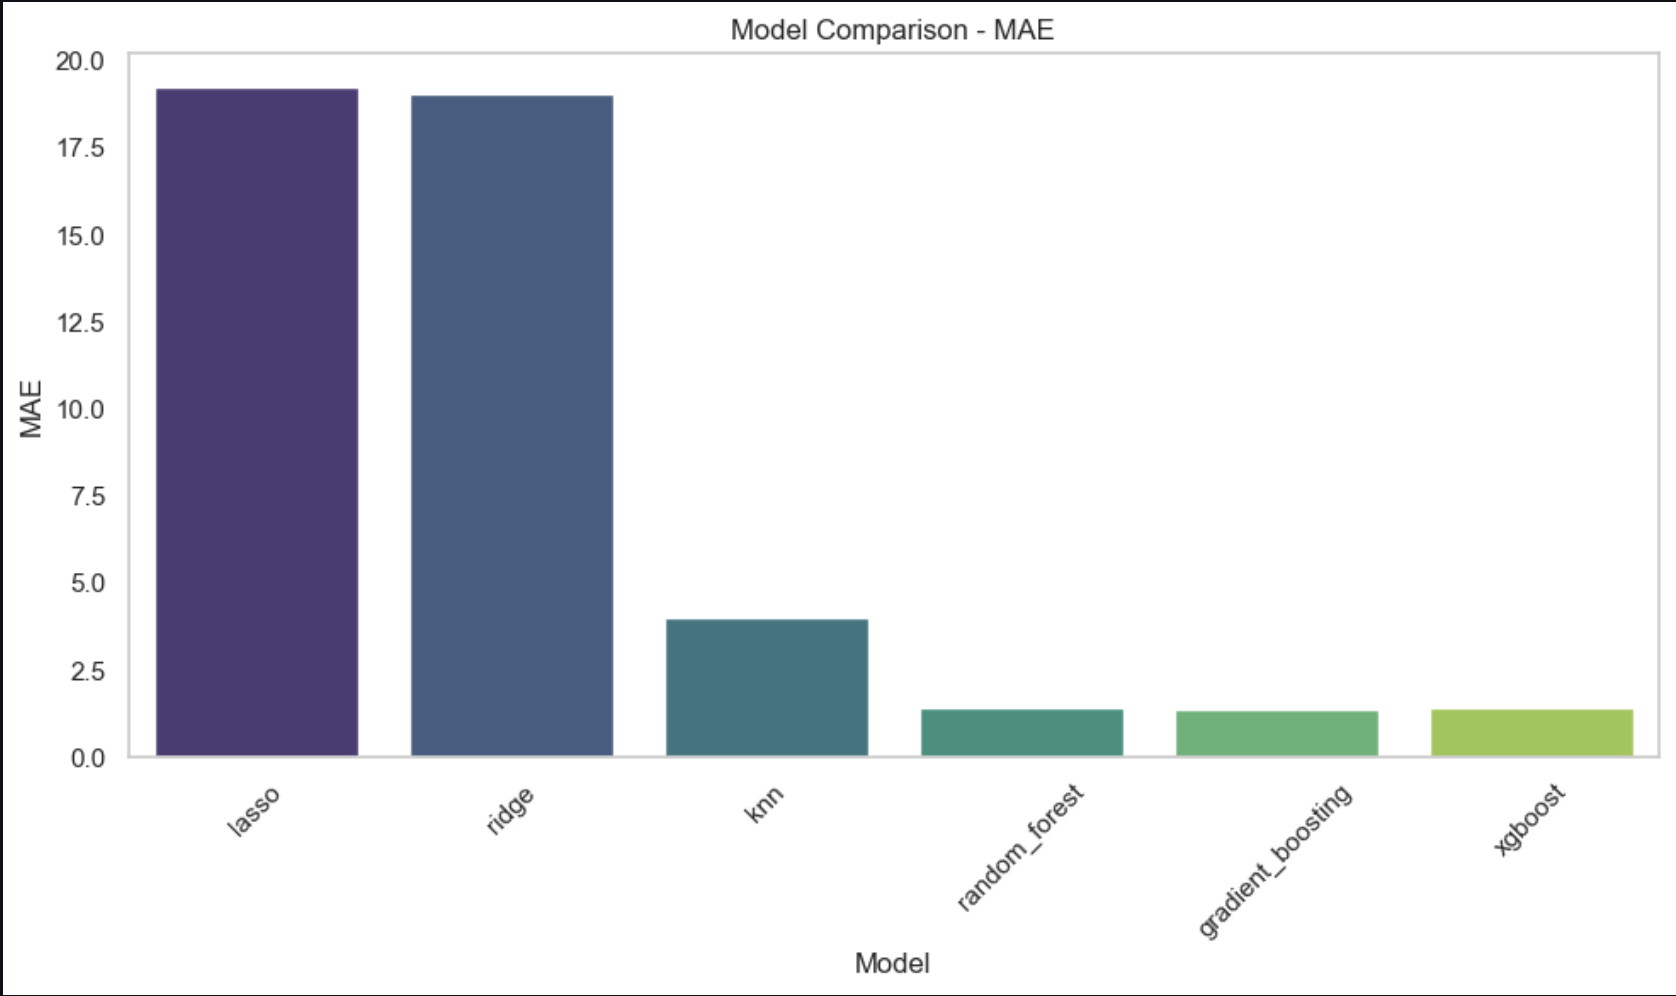 Model Comparison - MAE
MAE
20.0
17.5
15.0
12.5
10.0
7.5
5.0
2.5
0.0
lasso
ridge
knn
random_forest
gradient_boosting
xgboost
Model